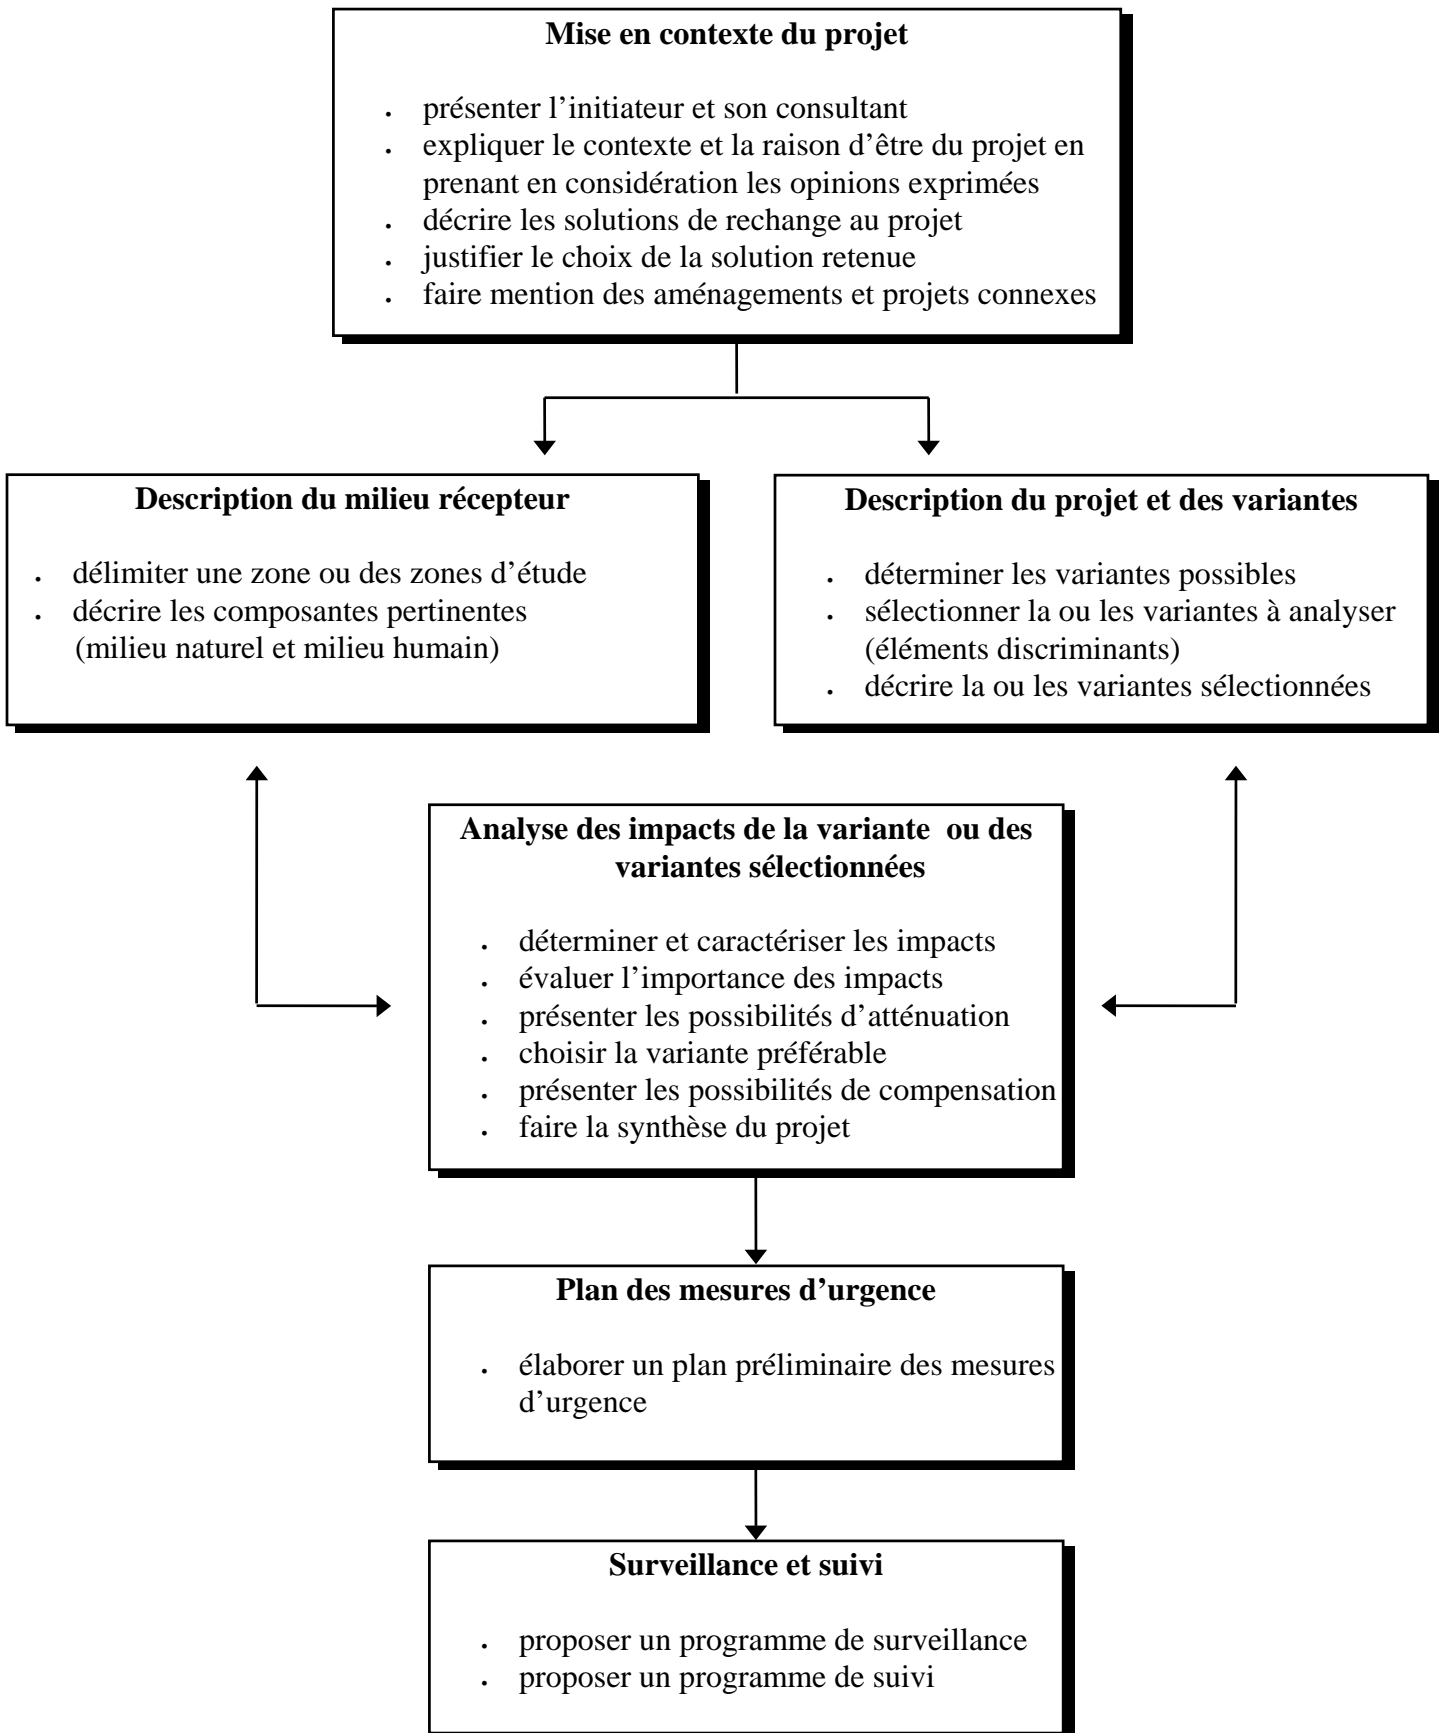 Mise en contexte du projet
. présenter l’initiateur et son consultant
. expliquer le contexte et la raison d’être du projet en
prenant en considération les opinions exprimées
. décrire les solutions de rechange au projet
. justifier le choix de la solution retenue
. faire mention des aménagements et projets connexes
Description du milieu récepteur
. délimiter une zone ou des zones d’étude
. décrire les composantes pertinentes
(milieu naturel et milieu humain)
Description du projet et des variantes
. déterminer les variantes possibles
. sélectionner la ou les variantes à analyser
(éléments discriminants)
. décrire la ou les variantes sélectionnées
Analyse des impacts de la variante ou des
variantes sélectionnées
. déterminer et caractériser les impacts
. évaluer l’importance des impacts
. présenter les possibilités d’atténuation
. choisir la variante préférable
. présenter les possibilités de compensation
. faire la synthèse du projet
Plan des mesures d’urgence
. élaborer un plan préliminaire des mesures
d’urgence
Surveillance et suivi
. proposer un programme de surveillance
. proposer un programme de suivi